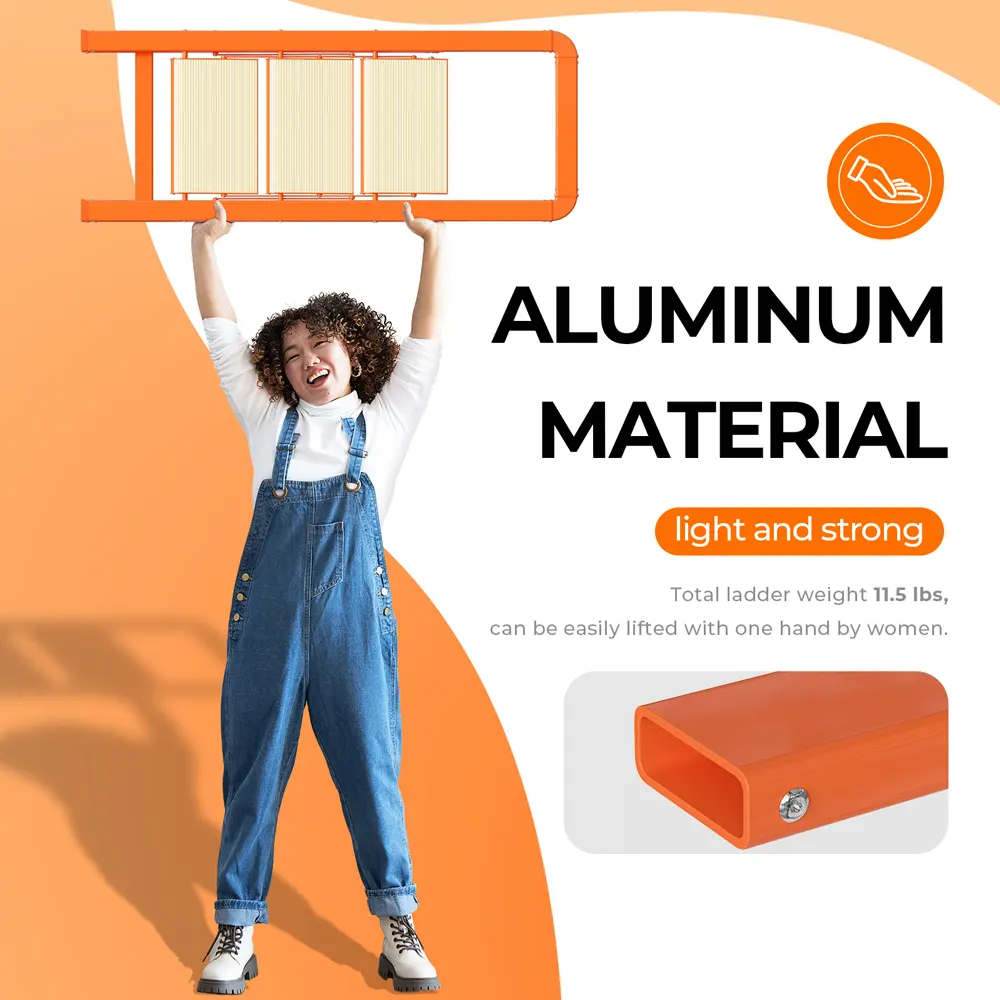 ALUMINUM
MATERIAL
light and strong
Total ladder weight 11.5 lbs,
can be easily lifted with one hand by women.